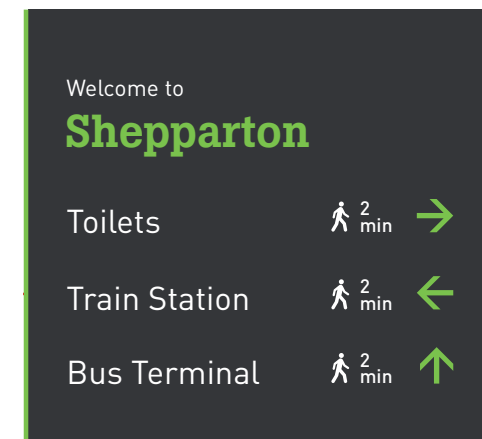 Welcome to
Shepparton
Toilets 2 min →
Train Station 2 min ←
Bus Terminal 2 min ↑